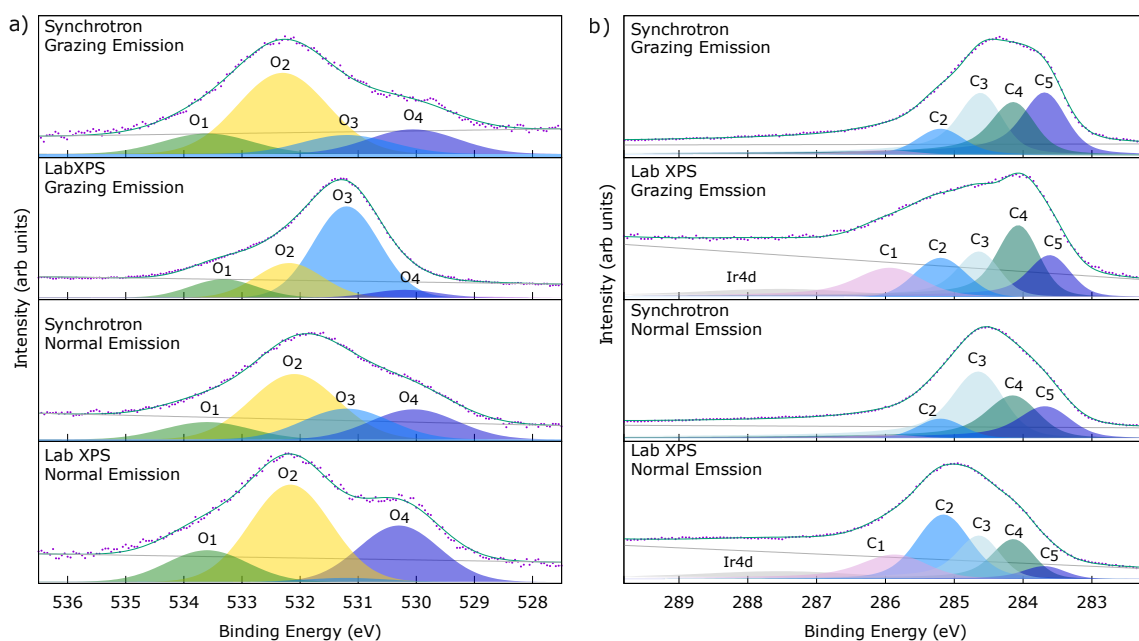 a)
Synchrotron
Grazing Emission
O1
O2
O3
O4
LabXPS
Grazing Emission
O1
O2
O3
O4
Synchrotron
Normal Emission
O1
O2
O3
O4
Lab XPS
Normal Emission
O1
O2
O4
Intensity (arb units)
536 535 534 533 532 531 530 529 528
Binding Energy (eV)
b)
Synchrotron
Grazing Emission
C2
C3
C4
C5
Lab XPS
Grazing Emssion
Ir4d
C1
C2
C3
C4
C5
Synchrotron
Normal Emission
C2
C3
C4
C5
Lab XPS
Normal Emission
Ir4d
C1
C2
C3
C4
C5
Intensity (arb units)
289 288 287 286 285 284 283
Binding Energy (eV)